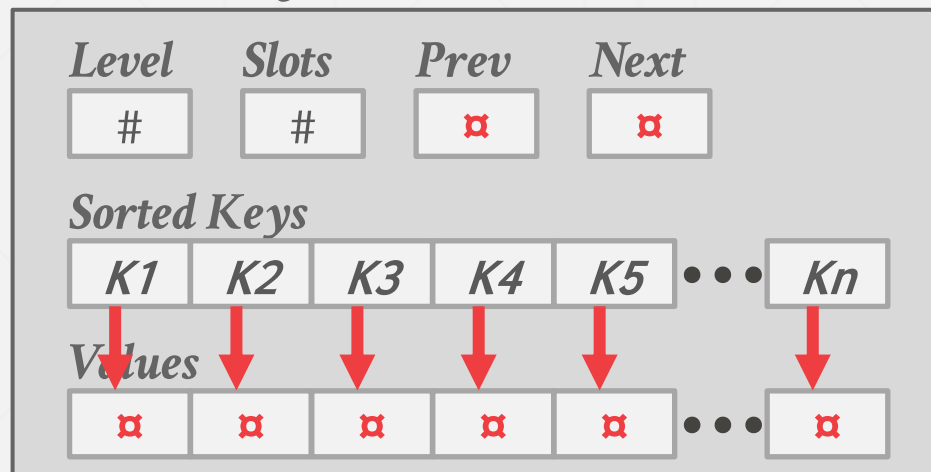 Level Slots Prev Next
# # ¤ ¤
Sorted Keys
K1 K2 K3 K4 K5 ••• Kn
Values
¤ ¤ ¤ ¤ ¤ ••• ¤